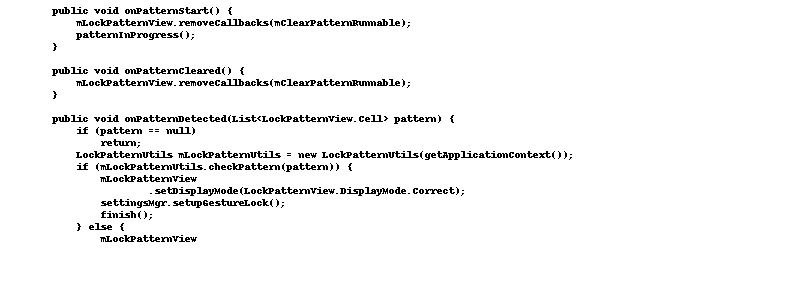 public void onPatternStart() {
mLockPatternView.removeCallbacks(mClearPatternRunnable);
patternInProgress();
}
public void onPatternCleared() {
mLockPatternView.removeCallbacks(mClearPatternRunnable);
}
public void onPatternDetected(List<LockPatternView.Cell> pattern) {
if (pattern == null)
return;
LockPatternUtils mLockPatternUtils = new LockPatternUtils(getApplicationContext());
if (mLockPatternUtils.checkPattern(pattern)) {
mLockPatternView
.setDisplayMode(LockPatternView.DisplayMode.Correct);
settingsMgr.setupGestureLock();
finish();
} else {
mLockPatternView